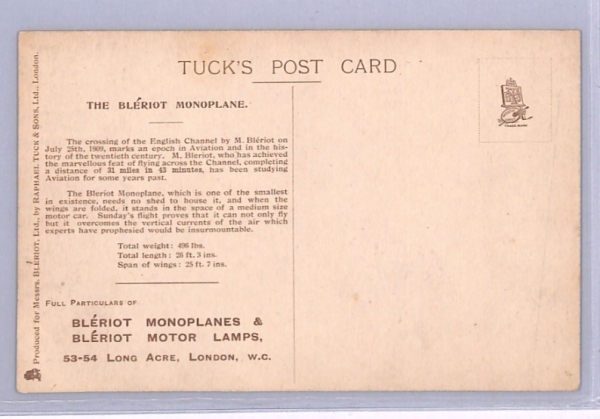 TUCK'S POST CARD
THE BLÉRIOT MONOPLANE.
The crossing of the English Channel by M. Blériot on
July 25th, 1909, marks an epoch in Aviation and in the his-
tory of the twentieth century. M. Bleriot, who has achieved
the marvellous feat of flying across the Channel, completing
a distance of 31 miles in 43 minutes, has been studying
Aviation for some years past.
The Bleriot Monoplane, which is one of the smallest
in existence, needs no shed to house it, and when the
wings are folded, it stands in the space of a medium size
motor car. Sunday's flight proves that it can not only fly
but it overcomes the vertical currents of the air which
experts have prophesied would be insurmountable.
Total weight: 496 lbs.
Total length: 26 ft. 3 ins.
Span of wings: 25 ft. 7 ins.
FULL PARTICULARS OF
BLÉRIOT MONOPLANES &
BLÉRIOT MOTOR LAMPS,
53-54 LONG ACRE, LONDON, W.C.
Produced for Messrs. BLERIOT, Ltd., by RAPHAEL TUCK & SONS, Ltd., London.
TRADE MARK